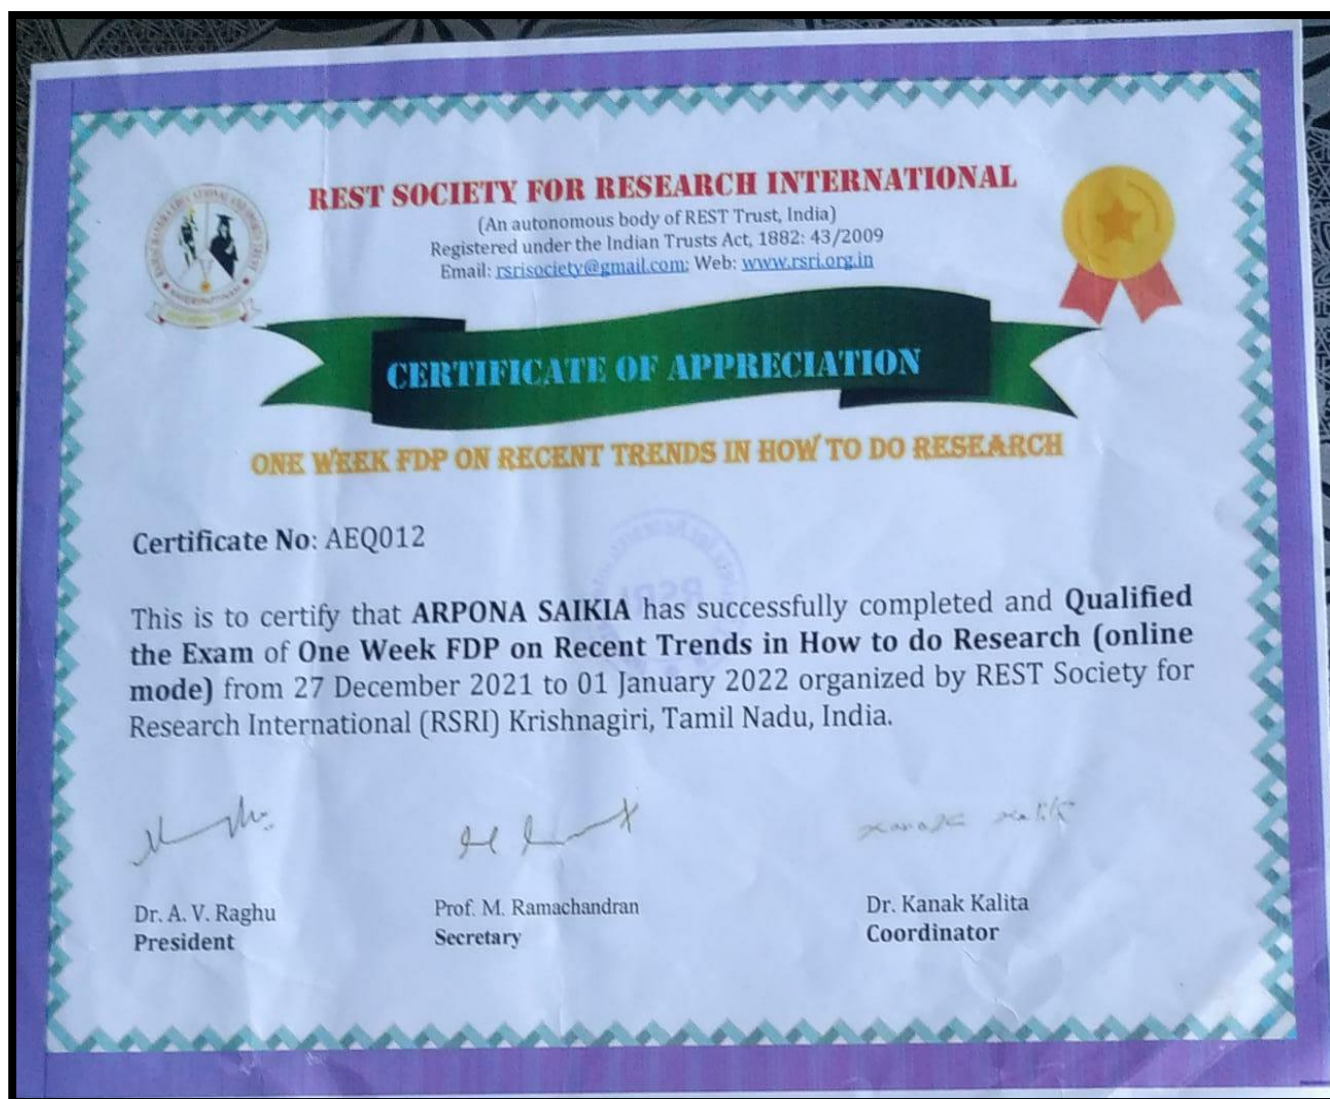 REST SOCIETY FOR RESEARCH INTERNATIONAL
(An autonomous body of REST Trust, India)
Registered under the Indian Trusts Act, 1882: 43/2009
Email: rsrisociety@gmail.com; Web: www.rsri.org.in
CERTIFICATE OF APPRECIATION
ONE WEEK FDP ON RECENT TRENDS IN HOW TO DO RESEARCH
Certificate No: AEQ012
This is to certify that ARPONA SAIKIA has successfully completed and Qualified
the Exam of One Week FDP on Recent Trends in How to do Research (online
mode) from 27 December 2021 to 01 January 2022 organized by REST Society for
Research International (RSRI) Krishnagiri, Tamil Nadu, India.
Dr. A. V. Raghu
President
Prof. M. Ramachandran
Secretary
Dr. Kanak Kalita
Coordinator